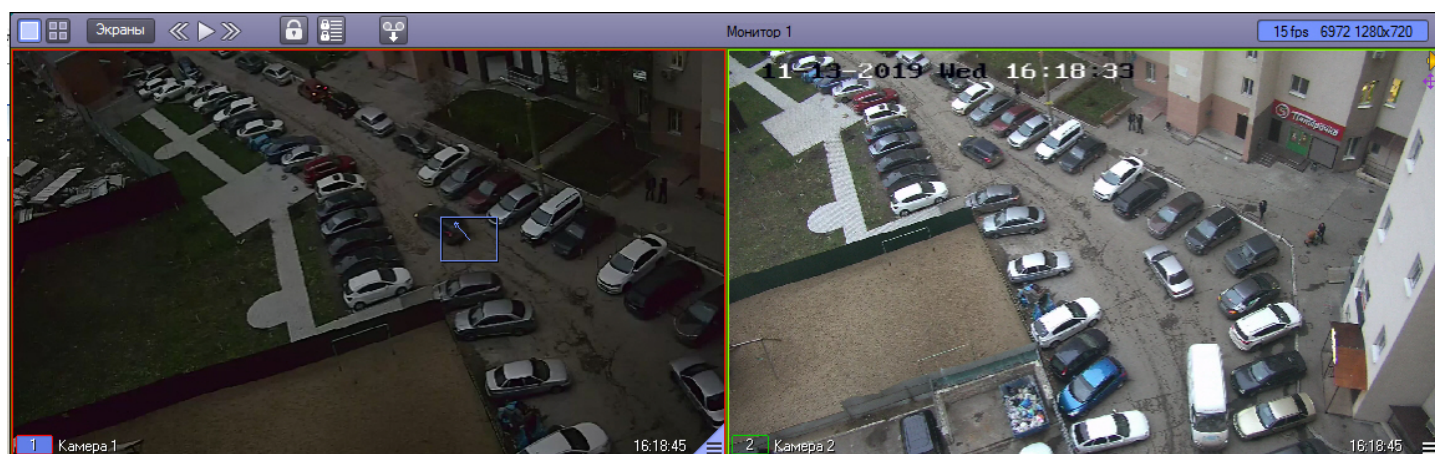 Экраны
Монитор 1
15 fps 6972 1280x720
11-13-2019 Wed 16:18:33
Пятёрочка
1 Камера 1 16:18:45
2 Камера 2 16:18:45